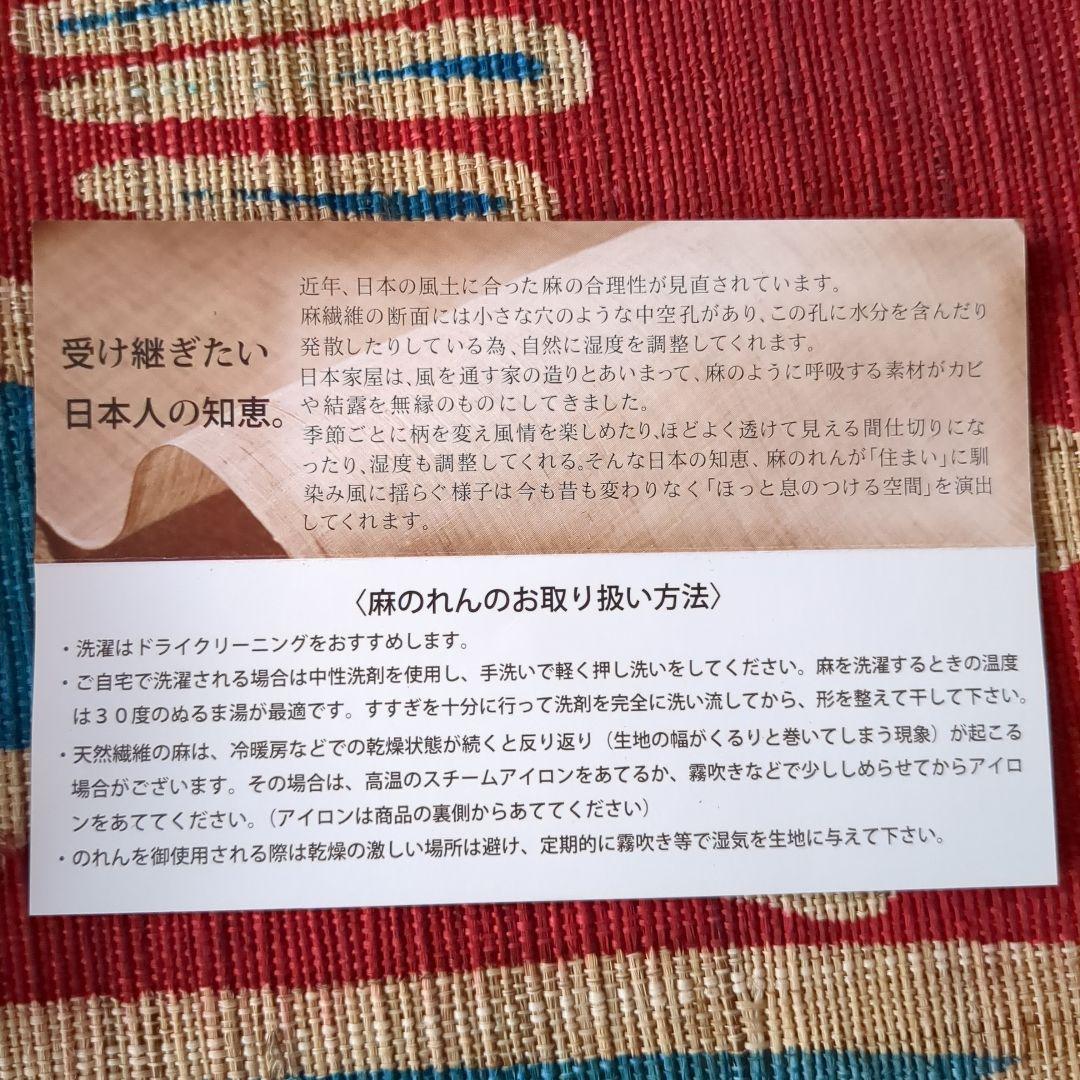 受け継ぎたい
日本人の知恵。
近年、日本の風土に合った麻の合理性が見直されています。
麻繊維の断面には小さな穴のような中空孔があり、この孔に水分を含んだり
発散したりしている為、自然に湿度を調整してくれます。
日本家屋は、風を通す家の造りとあいまって、麻のように呼吸する素材がカビ
や結露を無縁のものにしてきました。
季節ごとに柄を変え風情を楽しめたり、ほどよく透けて見える間仕切りにな
ったり、湿度も調整してくれる。そんな日本の知恵、麻のれんが「住まい」に馴
染み風に揺らぐ様子は今も昔も変わりなく「ほっと息のつける空間」を演出
してくれます。
〈麻のれんのお取り扱い方法〉
・洗濯はドライクリーニングをおすすめします。
・ご自宅で洗濯される場合は中性洗剤を使用し、手洗いで軽く押し洗いをしてください。麻を洗濯するときの温度
は３０度のぬるま湯が最適です。すすぎを十分に行って洗剤を完全に洗い流してから、形を整えて干して下さい。
・天然繊維の麻は、冷暖房などでの乾燥状態が続くと反り返り（生地の幅がくるりと巻いてしまう現象）が起こる
場合がございます。その場合は、高温のスチームアイロンをあてるか、霧吹きなどで少ししめらせてからアイロ
ンをあててください。（アイロンは商品の裏側からあててください）
・のれんを御使用される際は乾燥の激しい場所は避け、定期的に霧吹き等で湿気を生地に与えて下さい。